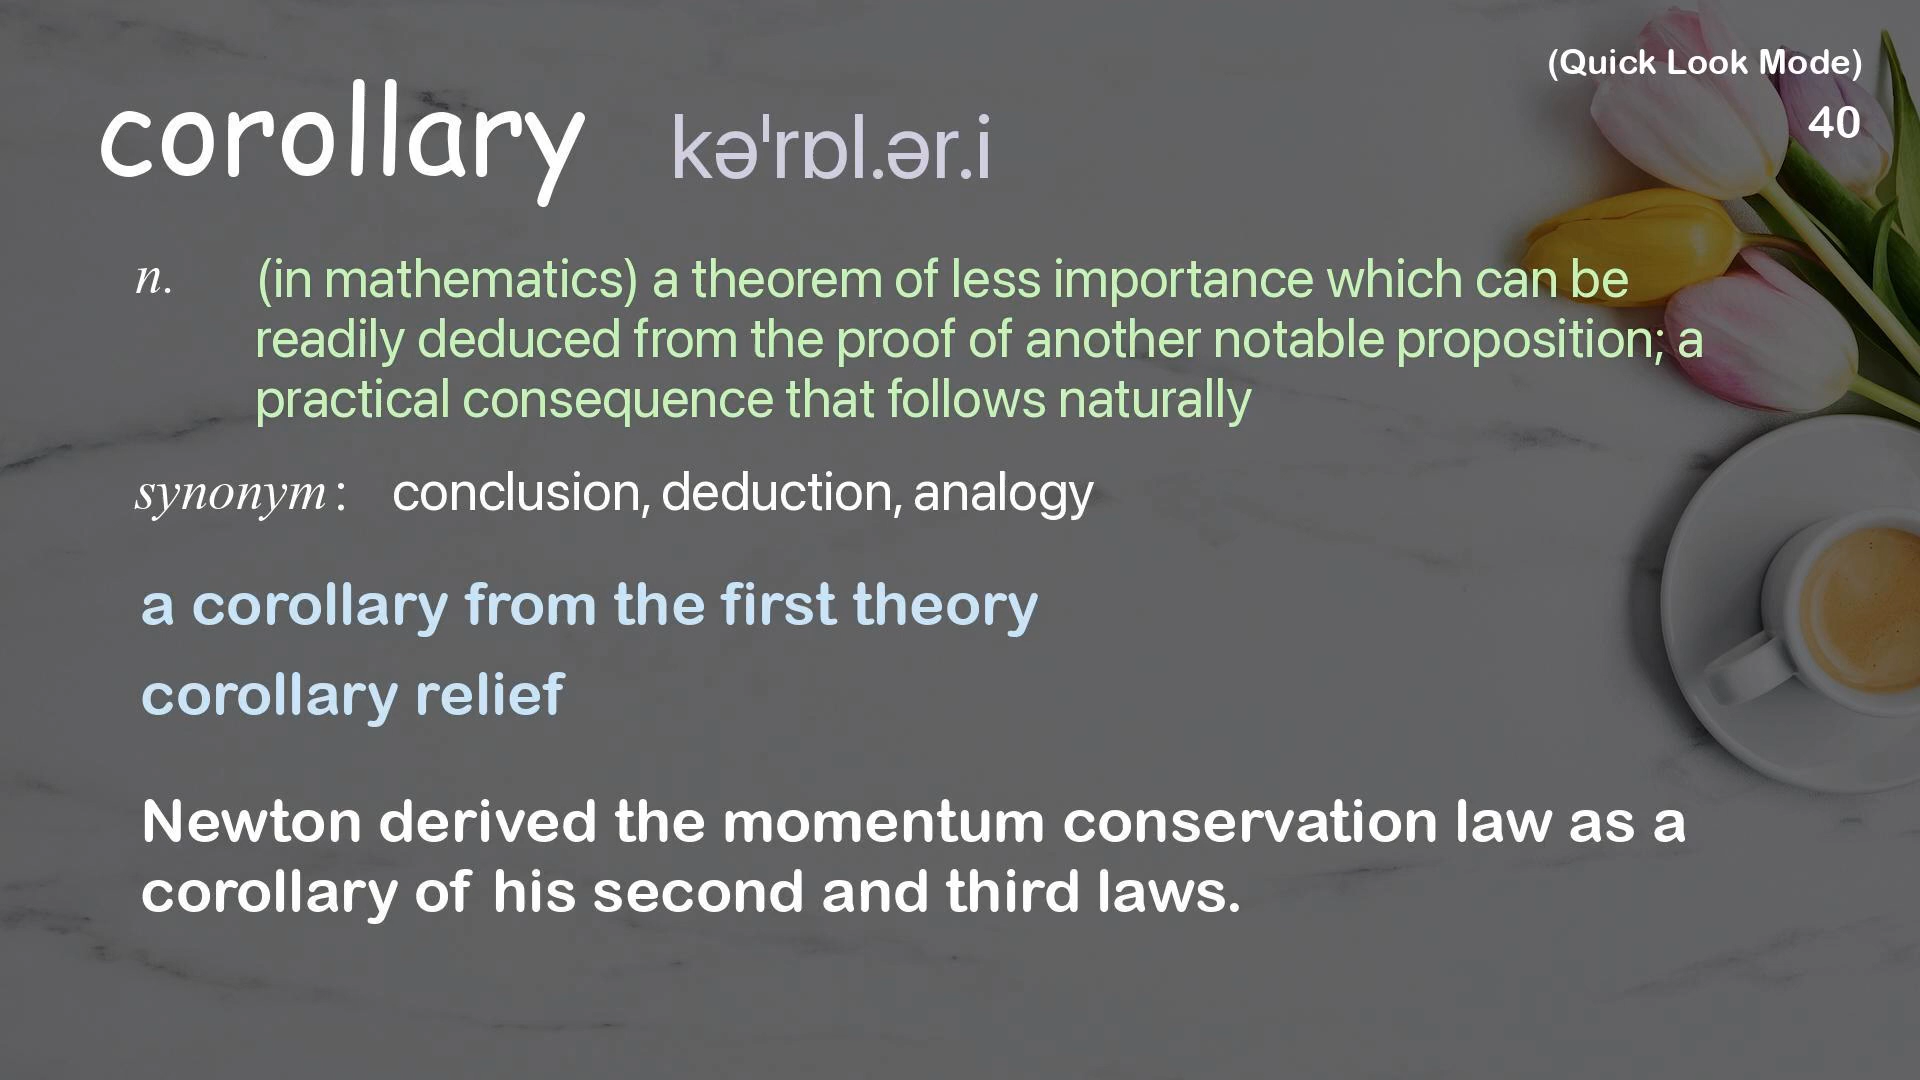 (Quick Look Mode)
40
corollary kəˈrɒl.ər.i
n. (in mathematics) a theorem of less importance which can be
readily deduced from the proof of another notable proposition; a
practical consequence that follows naturally
synonym : conclusion, deduction, analogy
a corollary from the first theory
corollary relief
Newton derived the momentum conservation law as a
corollary of his second and third laws.